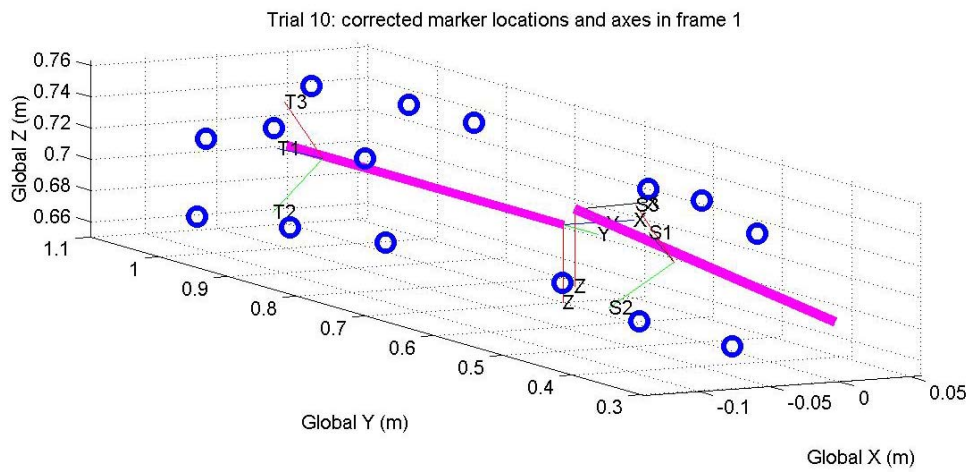 Trial 10: corrected marker locations and axes in frame 1
0.76
0.74
0.72
0.7
0.68
0.66
Global Z (m)
T3
T1
T2
S3
X
X
S1
Y
Y
Z
Z
S2
1.1
1
0.9
0.8
0.7
0.6
0.5
0.4
0.3
Global Y (m)
-0.1
-0.05
0
0.05
Global X (m)